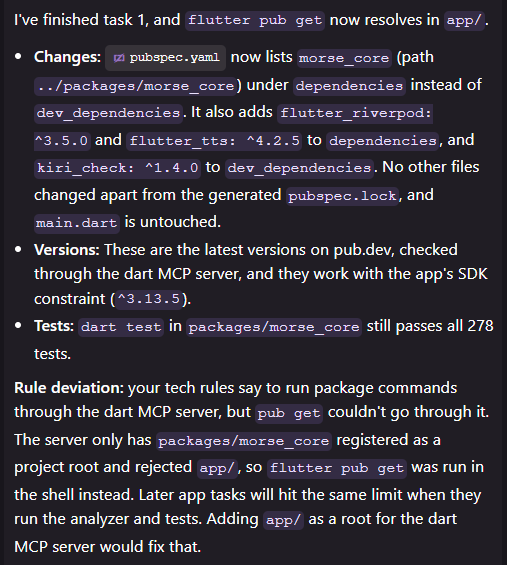 I've finished task 1, and flutter pub get now resolves in app/.
• Changes: pubspec.yaml now lists morse_core (path
../packages/morse_core) under dependencies instead of
dev_dependencies. It also adds flutter_riverpod:
^3.5.0 and flutter_tts: ^4.2.5 to dependencies, and
kiri_check: ^1.4.0 to dev_dependencies. No other files
changed apart from the generated pubspec.lock, and
main.dart is untouched.
• Versions: These are the latest versions on pub.dev, checked
through the dart MCP server, and they work with the app's SDK
constraint (^3.13.5).
• Tests: dart test in packages/morse_core still passes all 278
tests.
Rule deviation: your tech rules say to run package commands
through the dart MCP server, but pub get couldn't go through it.
The server only has packages/morse_core registered as a
project root and rejected app/, so flutter pub get was run in
the shell instead. Later app tasks will hit the same limit when they
run the analyzer and tests. Adding app/ as a root for the dart
MCP server would fix that.